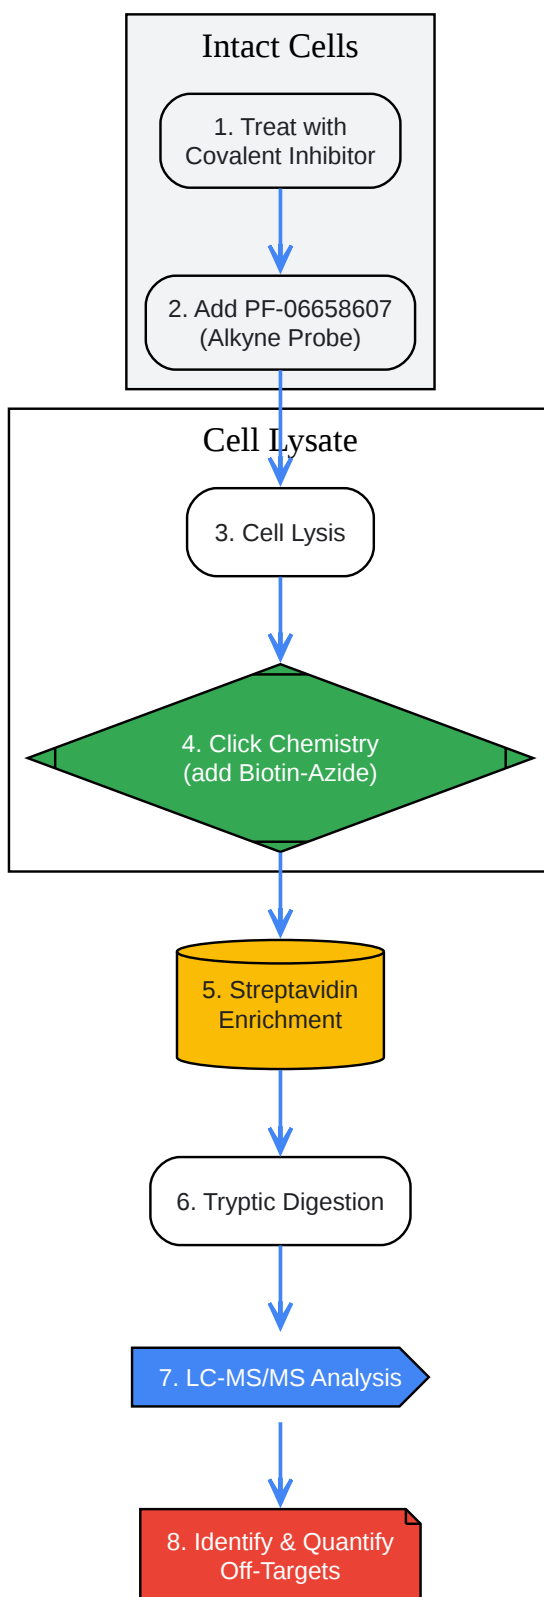 Intact Cells
1. Treat with
Covalent Inhibitor
2. Add PF-06658607
(Alkyne Probe)
Cell Lysate
3. Cell Lysis
4. Click Chemistry
(add Biotin-Azide)
5. Streptavidin
Enrichment
6. Tryptic Digestion
7. LC-MS/MS Analysis
8. Identify & Quantify
Off-Targets